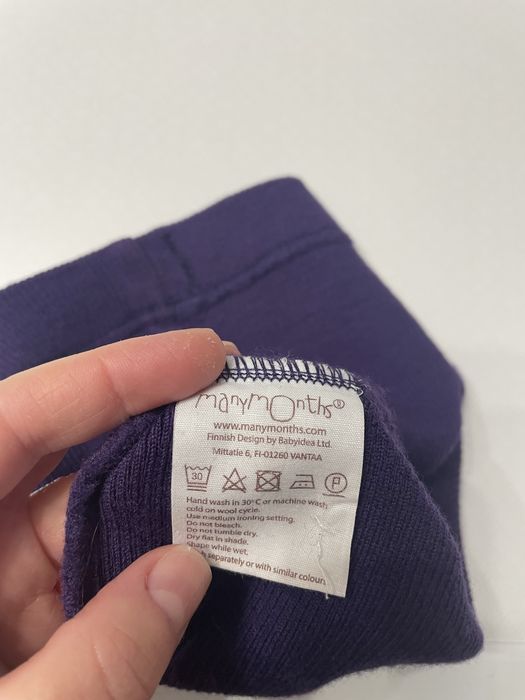 manymonths®
www.manymonths.com
Finnish Design by Babyidea Ltd.
Mittatie 6, FI-01260 VANTAA
30
P
Hand wash in 30°C or machine wash
cold on wool cycle.
Use medium ironing setting.
Do not bleach.
Do not tumble dry.
Dry flat in shade.
Shape while wet.
separately or with similar colours